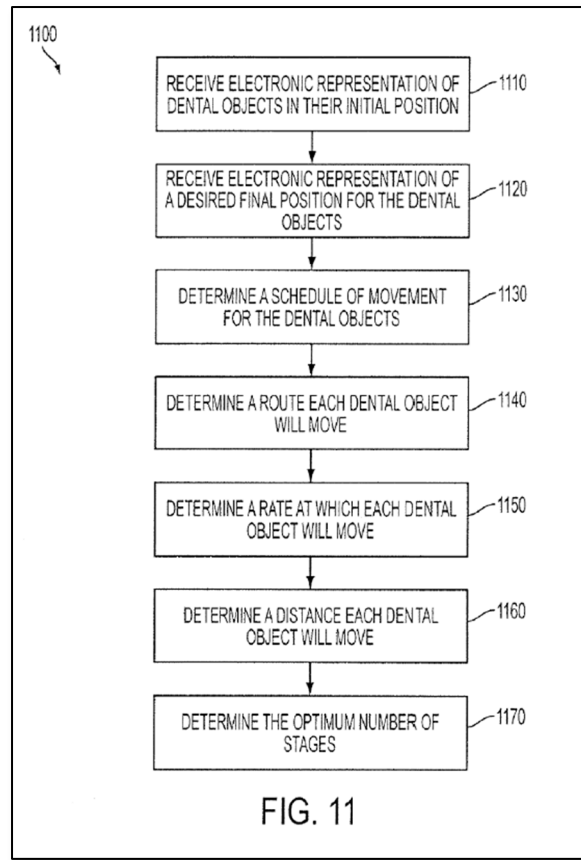 1100
RECEIVE ELECTRONIC REPRESENTATION OF
DENTAL OBJECTS IN THEIR INITIAL POSITION
1110
RECEIVE ELECTRONIC REPRESENTATION OF
A DESIRED FINAL POSITION FOR THE DENTAL
OBJECTS
1120
DETERMINE A SCHEDULE OF MOVEMENT
FOR THE DENTAL OBJECTS
1130
DETERMINE A ROUTE EACH DENTAL OBJECT
WILL MOVE
1140
DETERMINE A RATE AT WHICH EACH DENTAL
OBJECT WILL MOVE
1150
DETERMINE A DISTANCE EACH DENTAL
OBJECT WILL MOVE
1160
DETERMINE THE OPTIMUM NUMBER OF
STAGES
1170
FIG. 11